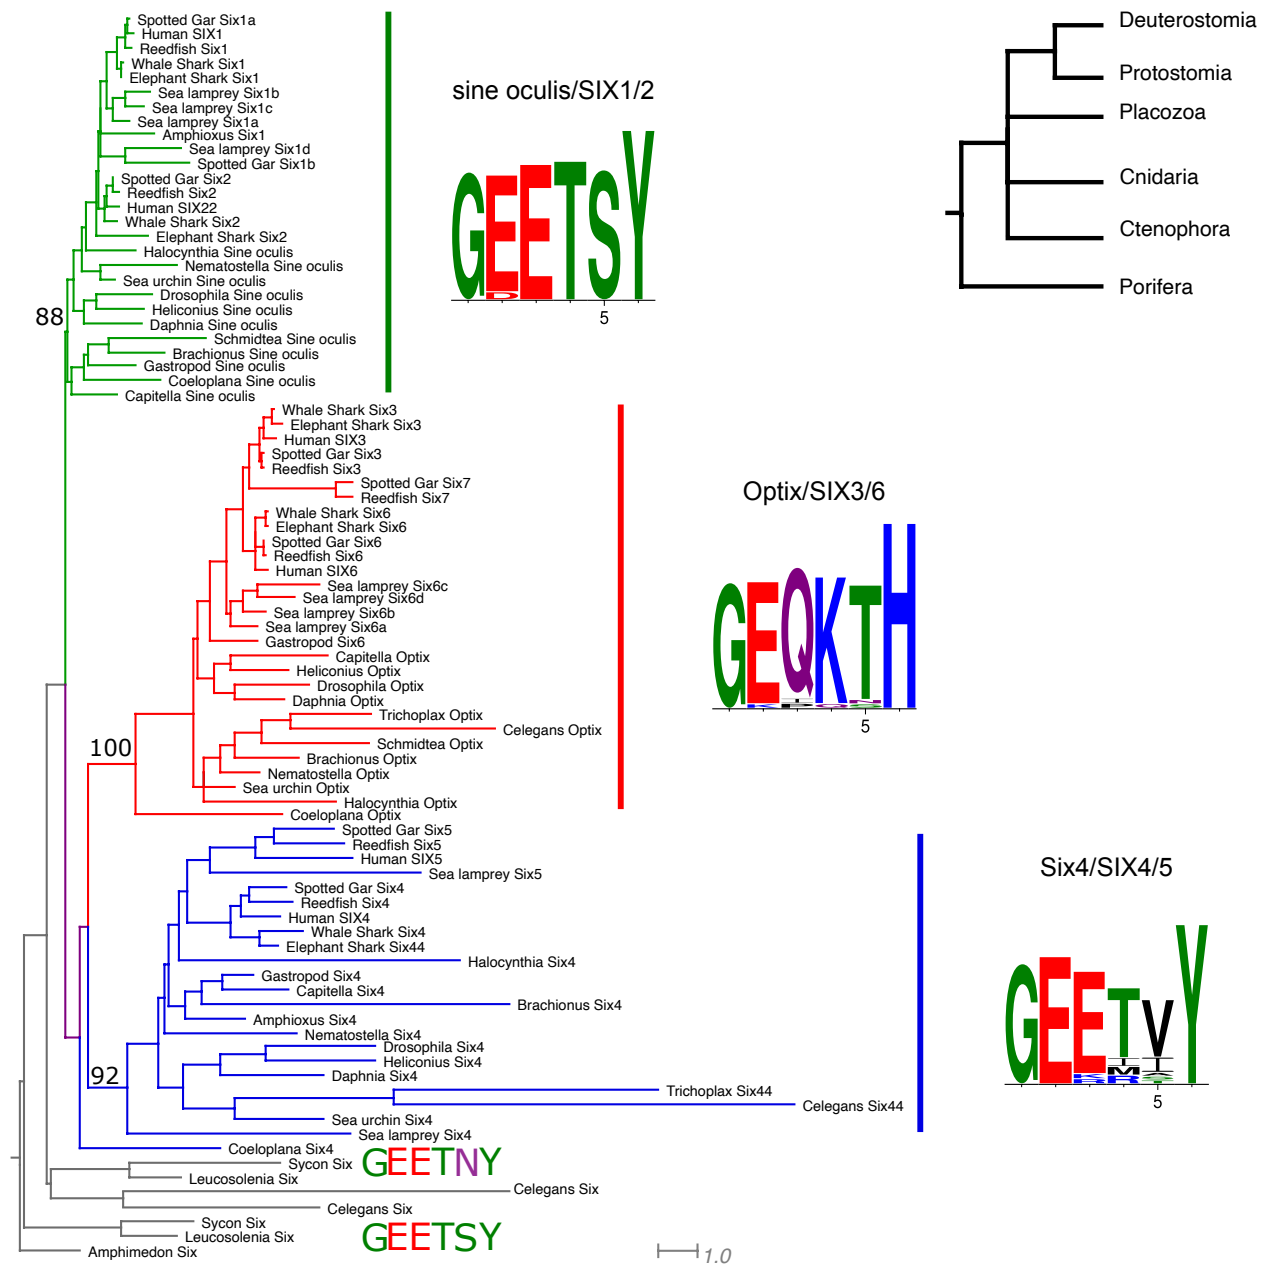 Spotted Gar Six1a
Human SIX1
Reedfish Six1
Whale Shark Six1
Elephant Shark Six1
Sea lamprey Six1b
Sea lamprey Six1c
Sea lamprey Six1a
Amphioxus Six1
Sea lamprey Six1d
Spotted Gar Six1b
Spotted Gar Six2
Reedfish Six2
Human SIX22
Whale Shark Six2
Elephant Shark Six2
Halocynthia Sine oculis
Nematostella Sine oculis
Sea urchin Sine oculis
Drosophila Sine oculis
Heliconius Sine oculis
Daphnia Sine oculis
Schmidtea Sine oculis
Brachionus Sine oculis
Gastropod Sine oculis
Coeloplana Sine oculis
Capitella Sine oculis
88
sine oculis/SIX1/2
GEETSY
D
5
Deuterostomia
Protostomia
Placozoa
Cnidaria
Ctenophora
Porifera
Whale Shark Six3
Elephant Shark Six3
Human SIX3
Spotted Gar Six3
Reedfish Six3
Spotted Gar Six7
Reedfish Six7
Whale Shark Six6
Elephant Shark Six6
Spotted Gar Six6
Reedfish Six6
Human SIX6
Sea lamprey Six6c
Sea lamprey Six6d
Sea lamprey Six6b
Sea lamprey Six6a
Gastropod Six6
Capitella Optix
Heliconius Optix
Drosophila Optix
Daphnia Optix
Trichoplax Optix
Celegans Optix
Schmidtea Optix
Brachionus Optix
Nematostella Optix
Sea urchin Optix
Halocynthia Optix
Coeloplana Optix
100
Optix/SIX3/6
GEQKTH
5
Spotted Gar Six5
Reedfish Six5
Human SIX5
Sea lamprey Six5
Spotted Gar Six4
Reedfish Six4
Human SIX4
Whale Shark Six4
Elephant Shark Six44
Halocynthia Six4
Gastropod Six4
Capitella Six4
Brachionus Six4
Amphioxus Six4
Nematostella Six4
Drosophila Six4
Heliconius Six4
Daphnia Six4
Trichoplax Six44
Celegans Six44
Sea urchin Six4
Sea lamprey Six4
Coeloplana Six4
92
Six4/SIX4/5
GEETVY
5
Sycon Six
GEETNY
Leucosolenia Six
Celegans Six
Celegans Six
Sycon Six
Leucosolenia Six
GEETSY
Amphimedon Six
1.0